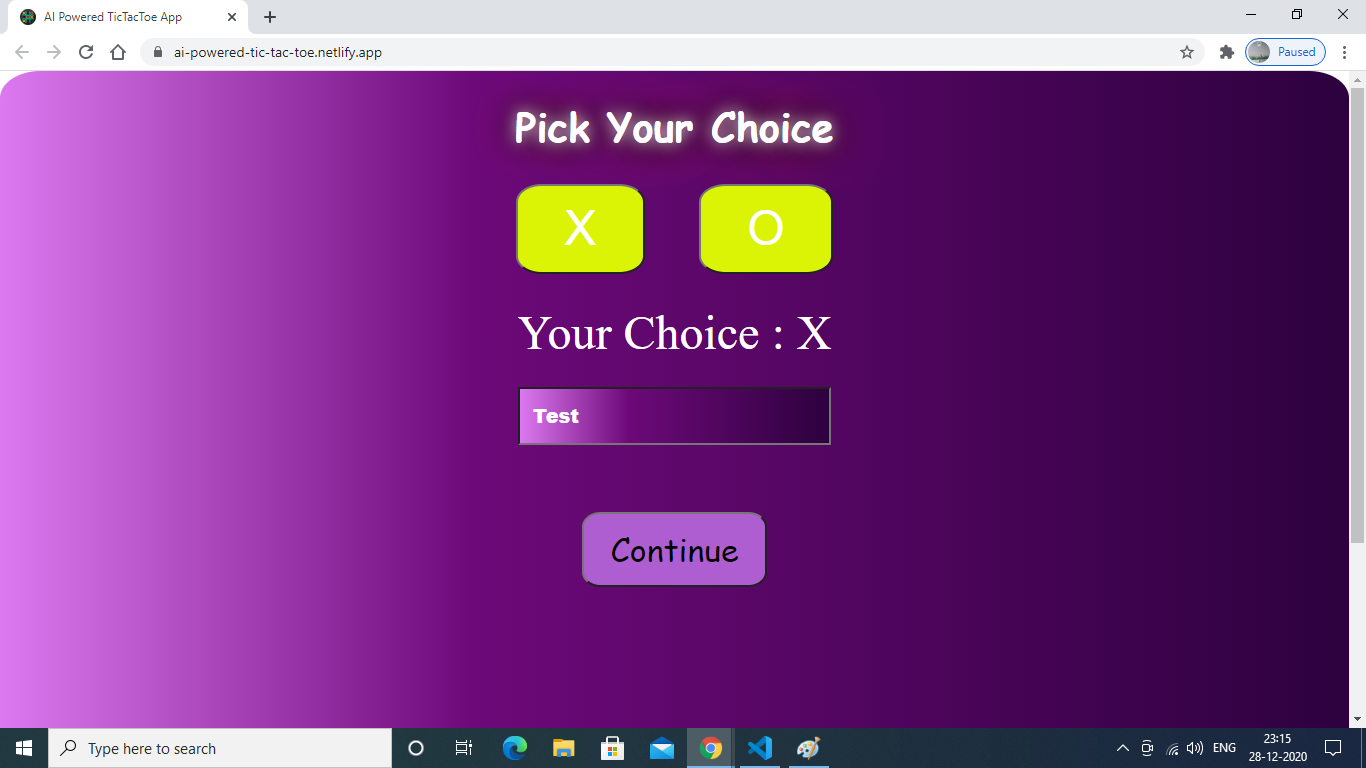 AI Powered TicTacToe App
ai-powered-tic-tac-toe.netlify.app
Paused
Pick Your Choice
X O
Your Choice : X
Test
Continue
Type here to search
ENG
23:15
28-12-2020